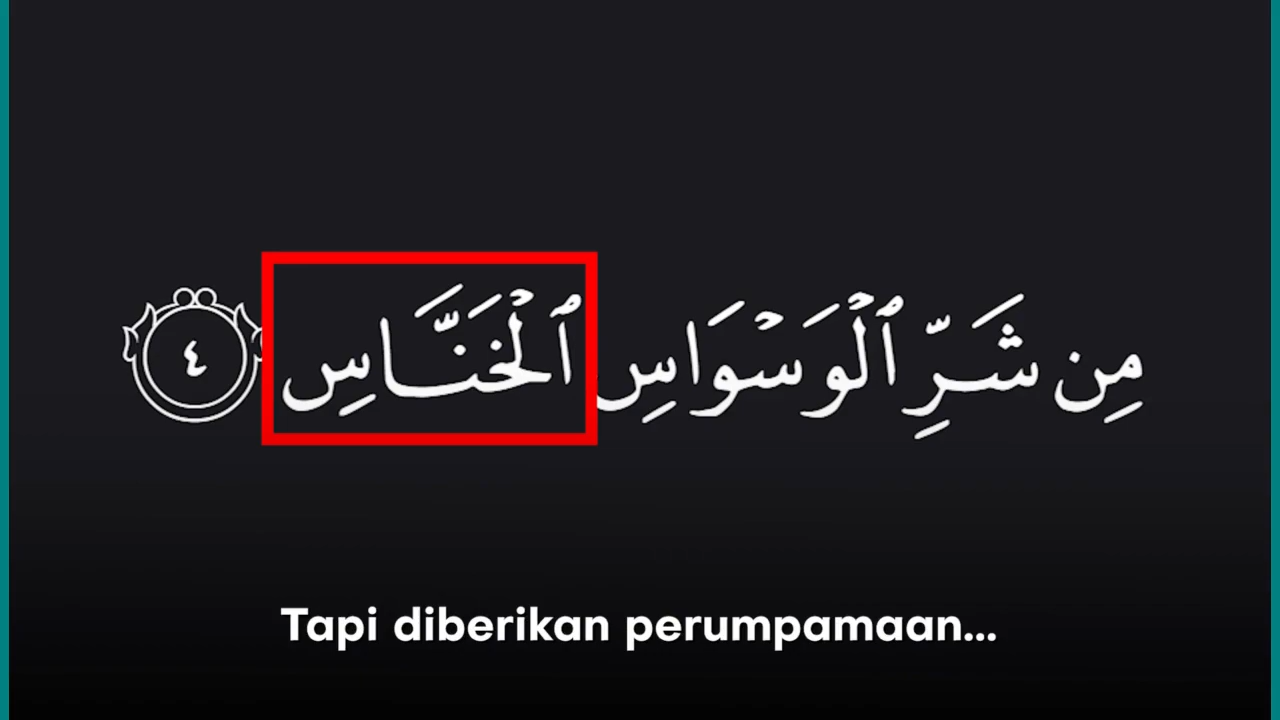 مِن شَرِّ ٱلْوَسْوَاسِ ٱلْخَنَّاسِ ٤
Tapi diberikan perumpamaan...